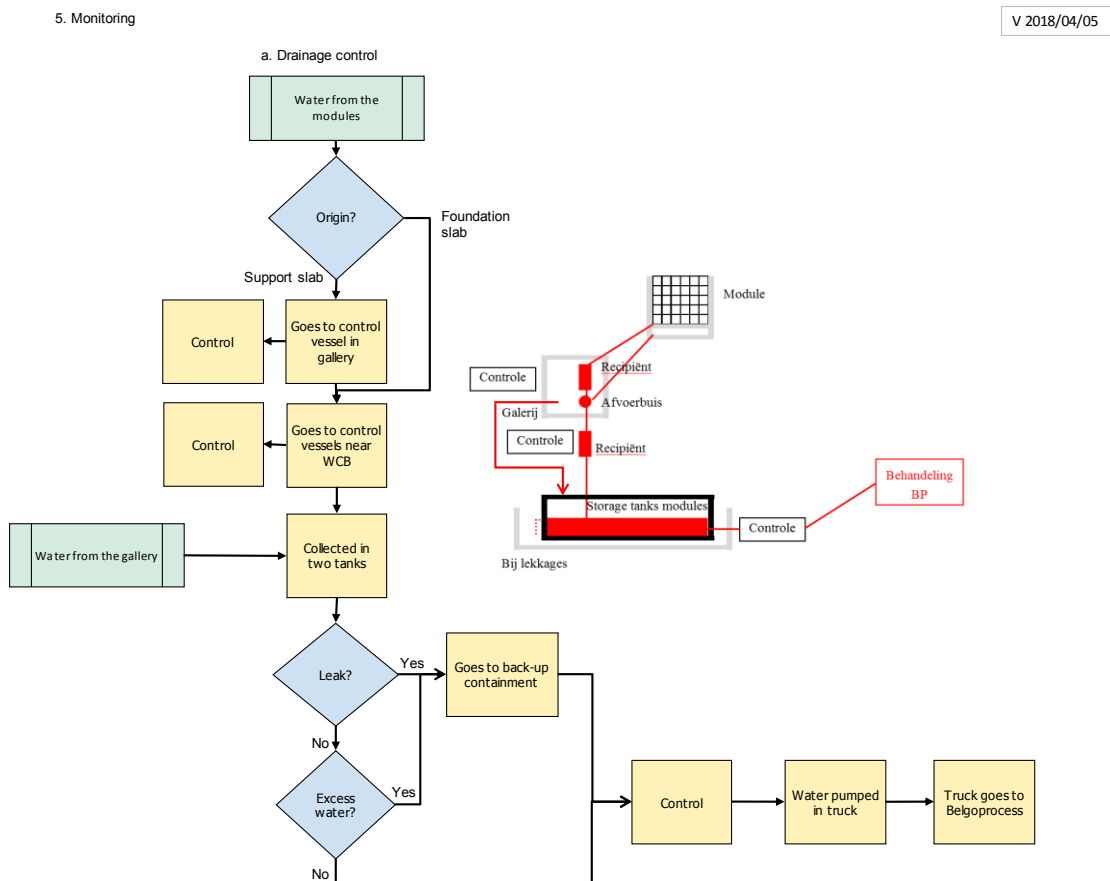 5. Monitoring
V 2018/04/05
a. Drainage control
Water from the
modules
Origin?
Foundation
slab
Support slab
Control
Goes to control
vessel in
gallery
Control
Goes to control
vessels near
WCB
Water from the gallery
Collected in
two tanks
Leak?
Yes
Goes to back-up
containment
No
Excess
water?
Yes
No
Control
Water pumped
in truck
Truck goes to
Belgoprocess
Module
Controle
Recipiënt
Galerij
Afvoerbuis
Controle
Recipiënt
Storage tanks modules
Bij lekkages
Controle
Behandeling
BP